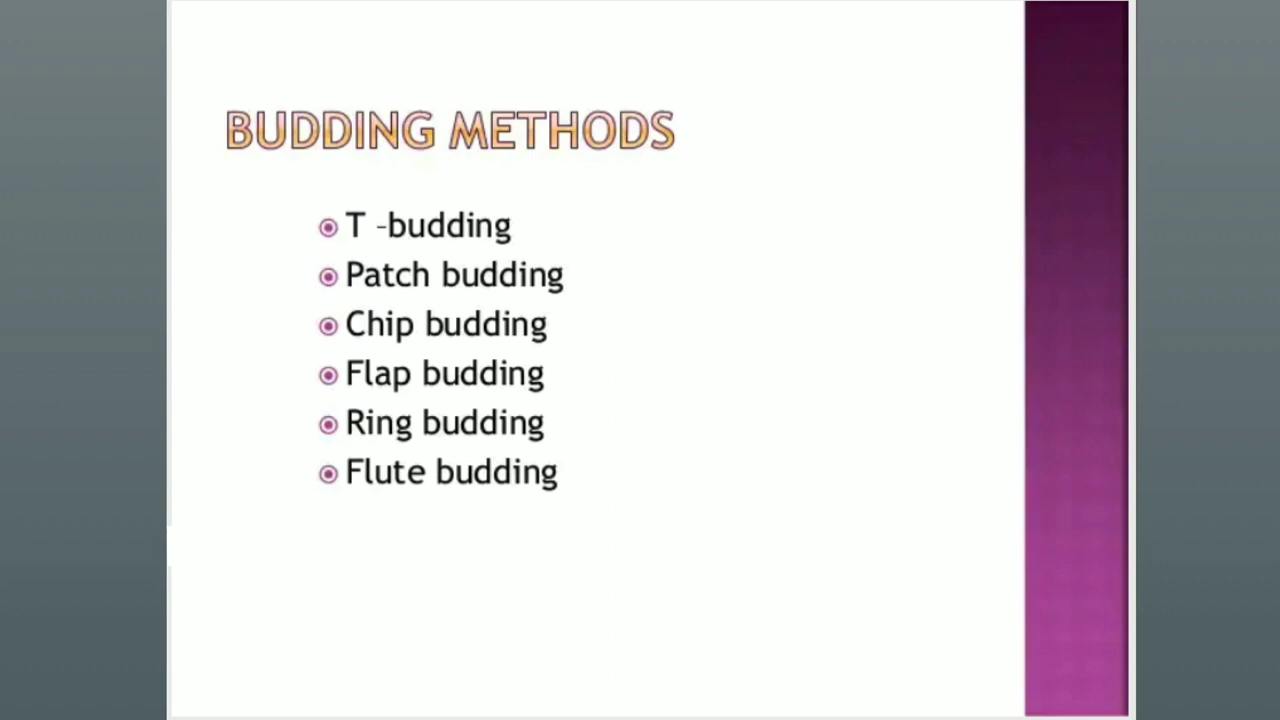 BUDDING METHODS
T -budding
Patch budding
Chip budding
Flap budding
Ring budding
Flute budding